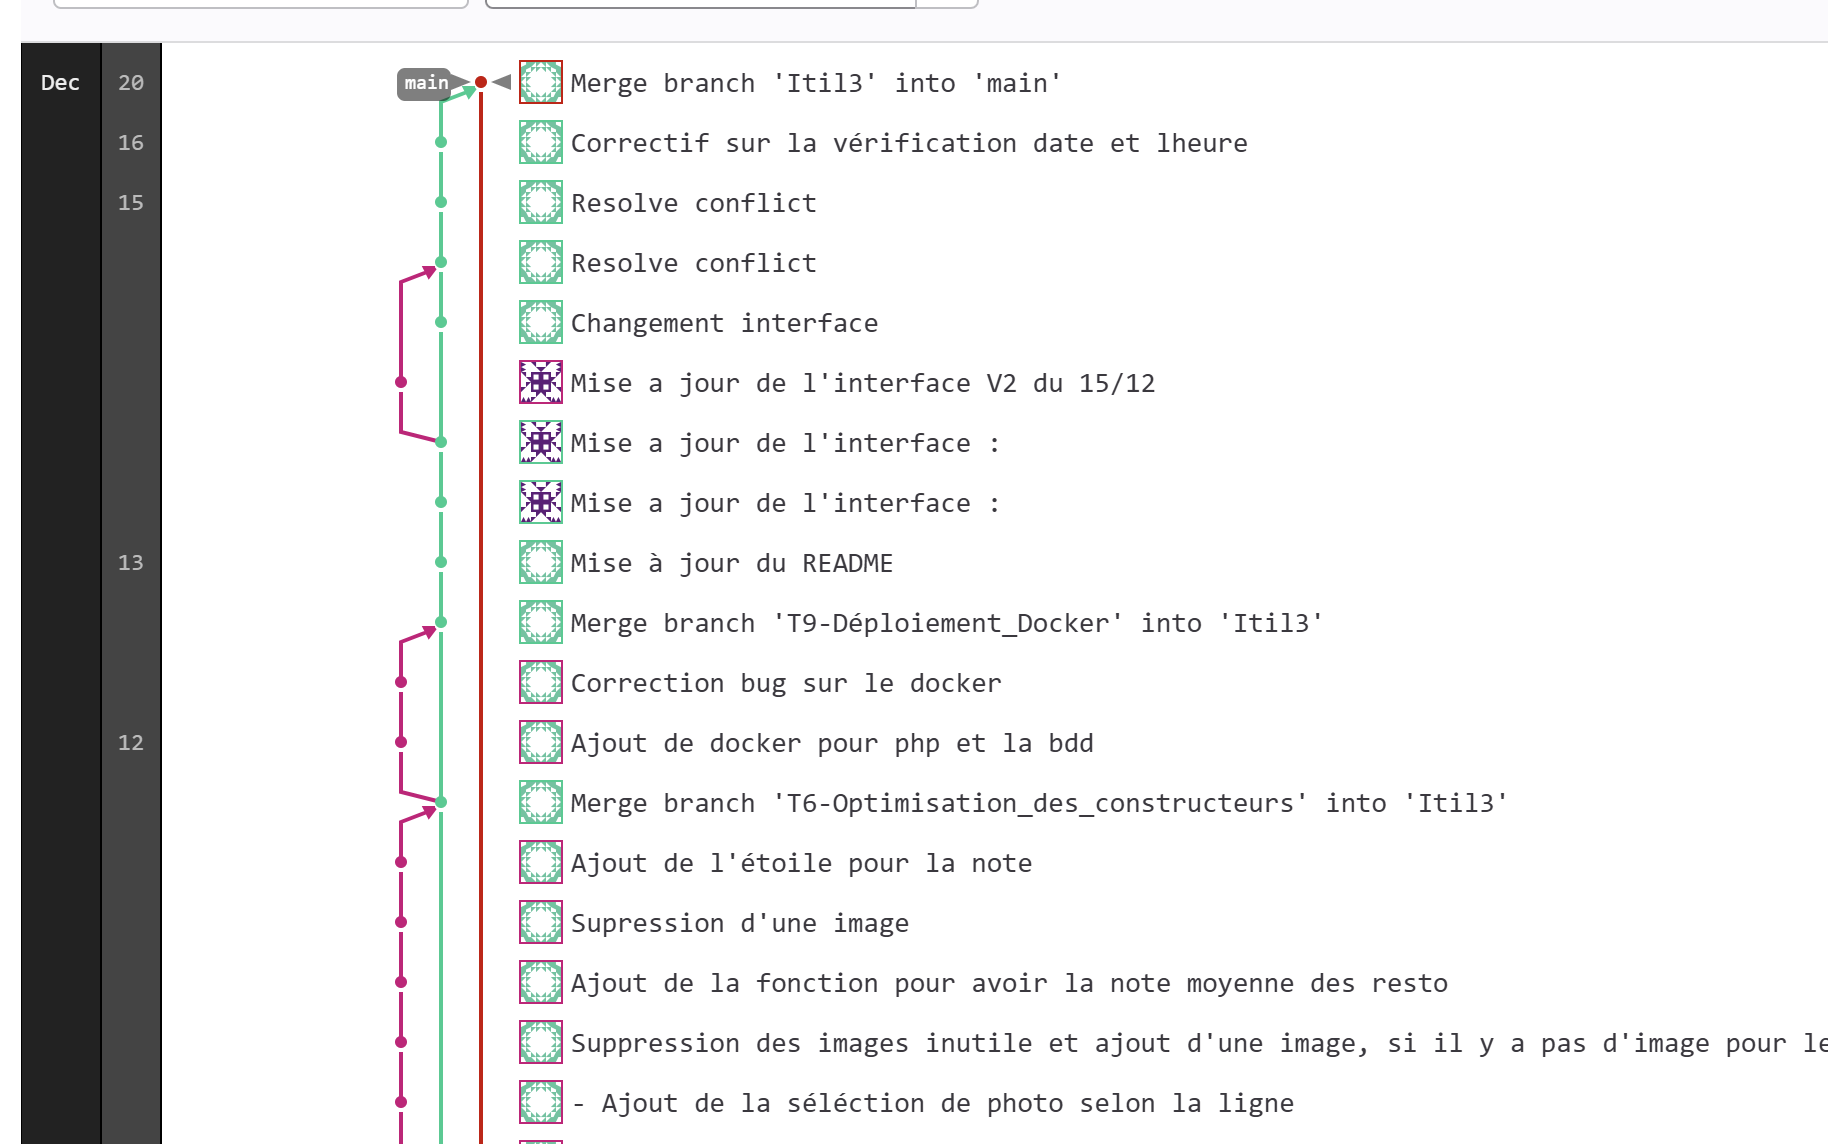 Dec 20 main Merge branch 'Itil3' into 'main'
16 Correctif sur la vérification date et lheure
15 Resolve conflict
Resolve conflict
Changement interface
Mise a jour de l'interface V2 du 15/12
Mise a jour de l'interface :
Mise a jour de l'interface :
13 Mise à jour du README
Merge branch 'T9-Déploiement_Docker' into 'Itil3'
Correction bug sur le docker
12 Ajout de docker pour php et la bdd
Merge branch 'T6-Optimisation_des_constructeurs' into 'Itil3'
Ajout de l'étoile pour la note
Supression d'une image
Ajout de la fonction pour avoir la note moyenne des resto
Suppression des images inutile et ajout d'une image, si il y a pas d'image pour le
- Ajout de la séléction de photo selon la ligne